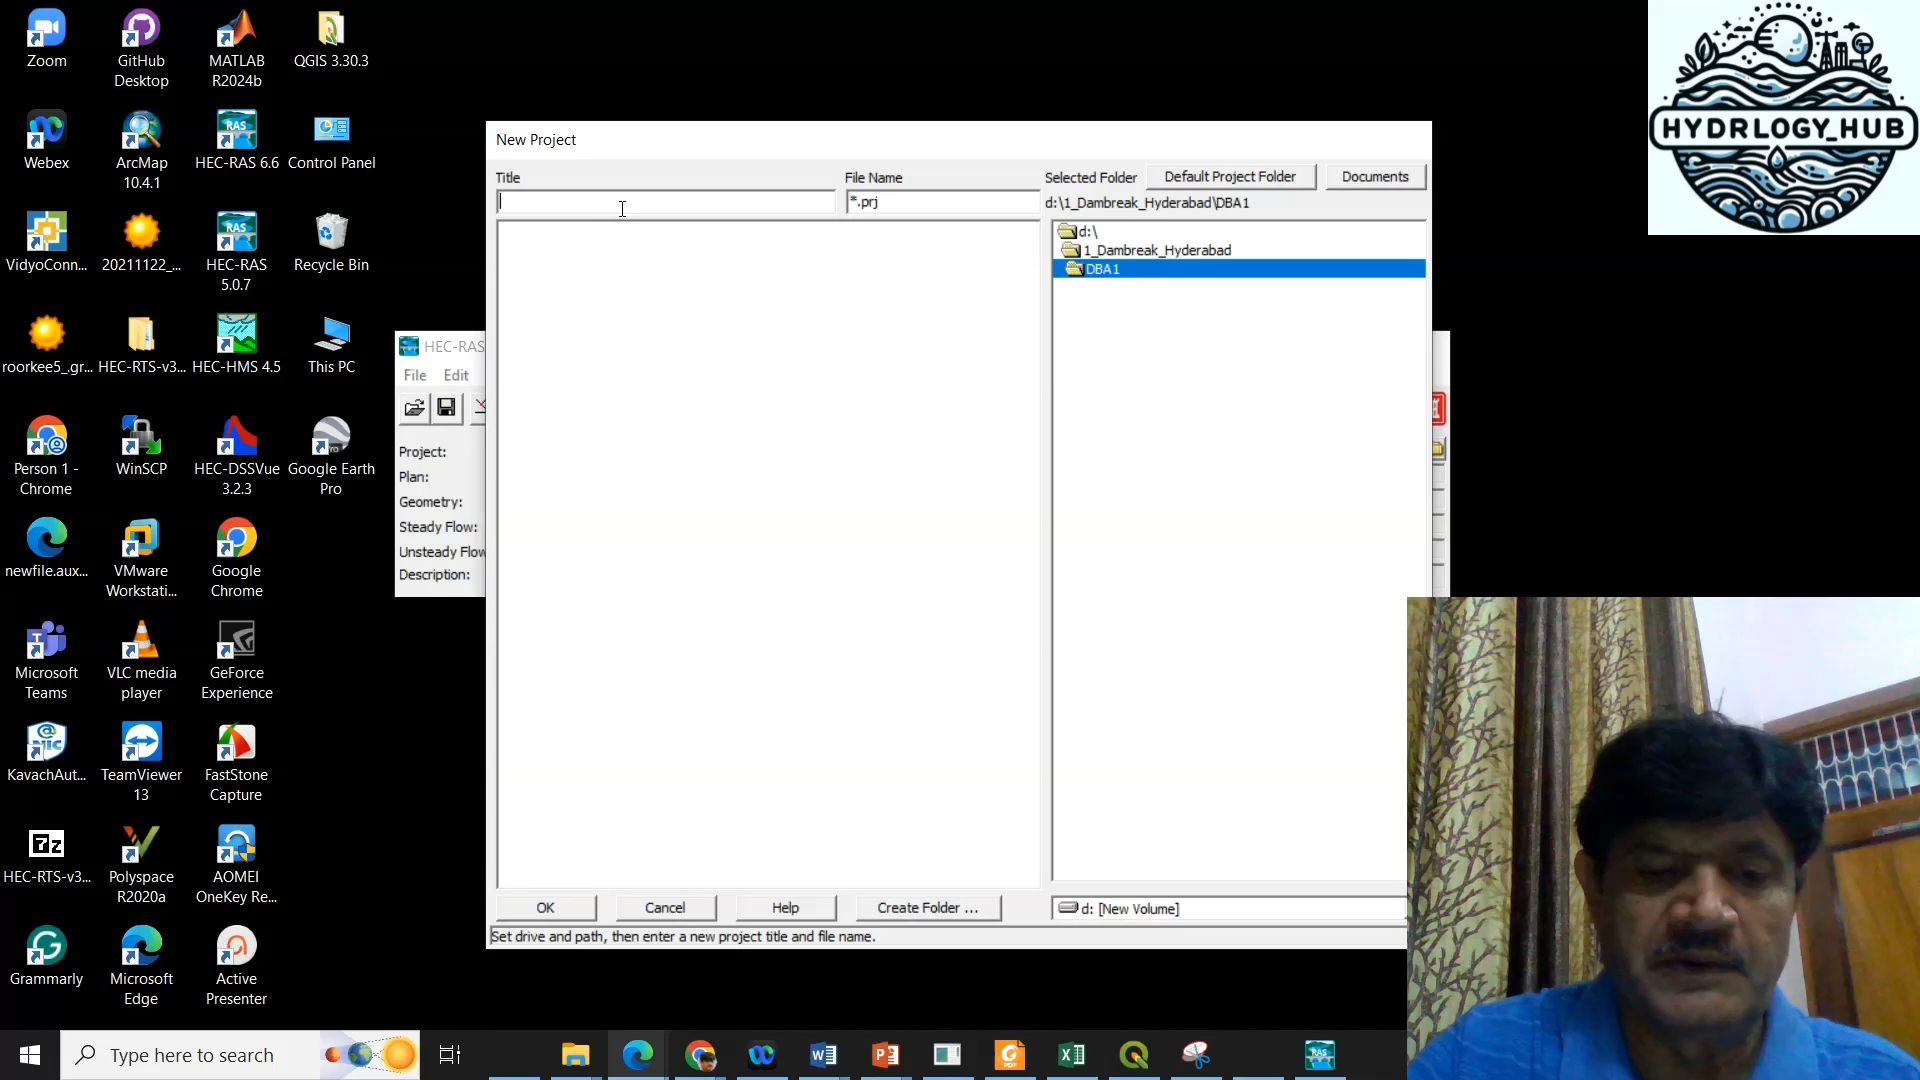 Zoom
GitHub
Desktop
MATLAB
R2024b
QGIS 3.30.3
Webex
ArcMap
10.4.1
HEC-RAS 6.6
Control Panel
VidyoConn...
20211122_...
HEC-RAS
5.0.7
Recycle Bin
roorkee5_.gr...
HEC-RTS-v3...
HEC-HMS 4.5
This PC
Person 1 -
Chrome
WinSCP
HEC-DSSVue
3.2.3
Google Earth
Pro
newfile.aux...
VMware
Workstati...
Google
Chrome
Microsoft
Teams
VLC media
player
GeForce
Experience
KavachAut...
TeamViewer
13
FastStone
Capture
HEC-RTS-v3...
Polyspace
R2020a
AOMEI
OneKey Re...
Grammarly
Microsoft
Edge
Active
Presenter
HEC-RAS
File Edit
Project:
Plan:
Geometry:
Steady Flow:
Unsteady Flow
Description:
New Project
Title
File Name
Selected Folder
Default Project Folder
Documents
*.prj
d:\1_Dambreak_Hyderabad\DBA1
d:\
1_Dambreak_Hyderabad
DBA1
OK
Cancel
Help
Create Folder ...
d: [New Volume]
Set drive and path, then enter a new project title and file name.
HYDRLOGY_HUB
Type here to search